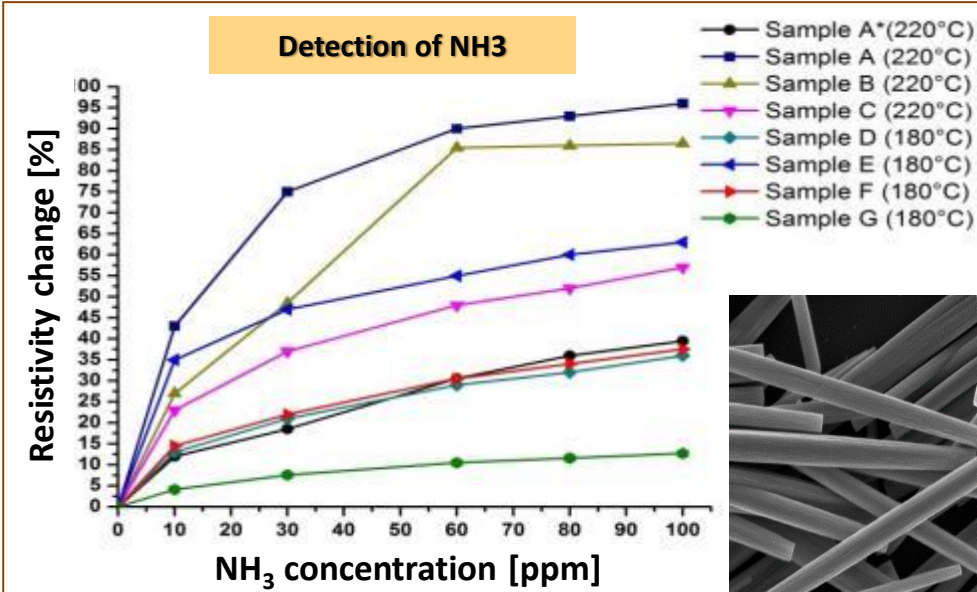 Detection of NH3
Sample A*(220°C)
Sample A (220°C)
Sample B (220°C)
Sample C (220°C)
Sample D (180°C)
Sample E (180°C)
Sample F (180°C)
Sample G (180°C)
Resistivity change [%]
100
95
90
85
80
75
70
65
60
55
50
45
40
35
30
25
20
15
10
5
0
0 10 20 30 40 50 60 70 80 90 100
NH₃ concentration [ppm]